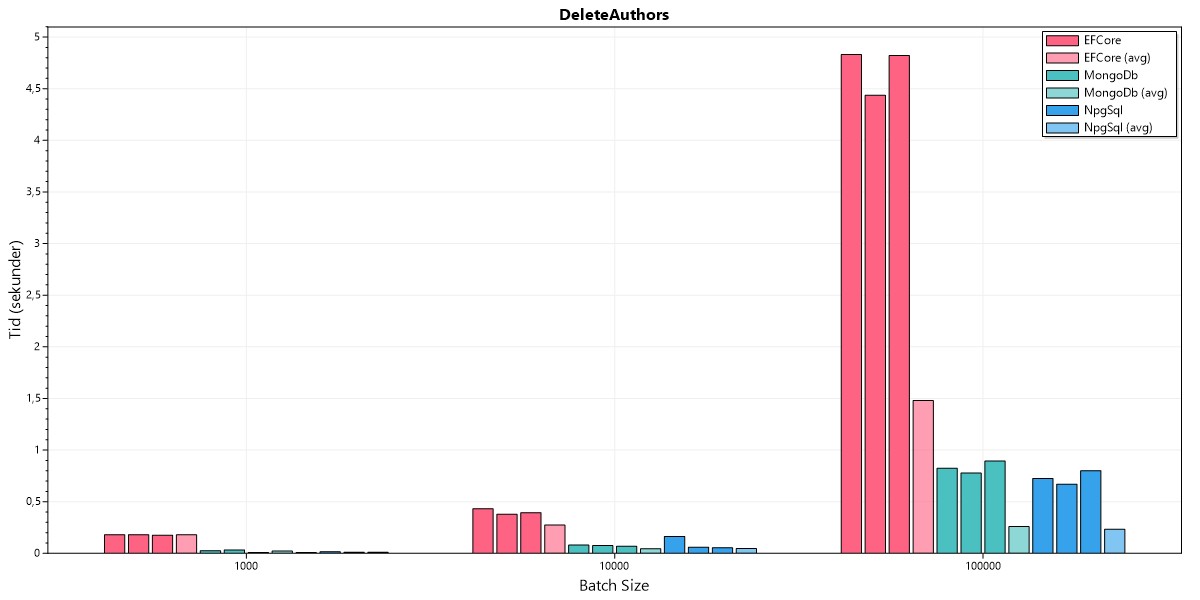 DeleteAuthors
EFCore
EFCore (avg)
MongoDb
MongoDb (avg)
NpgSql
NpgSql (avg)
5
4,5
4
3,5
3
2,5
2
1,5
1
0,5
0
Tid (sekunder)
1000
10000
100000
Batch Size